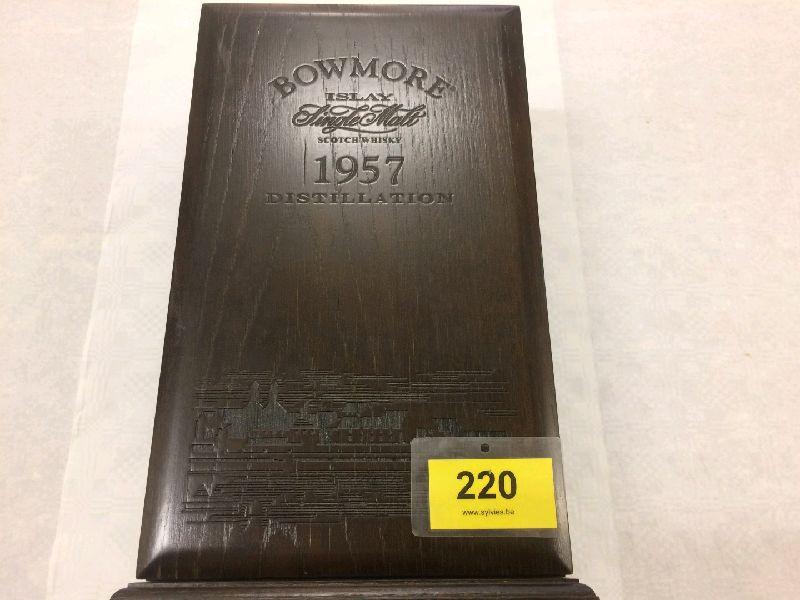 BOWMORE
ISLAY
Single Malt
SCOTCH WHISKY
1957
DISTILLATION
220
www.sylvies.be